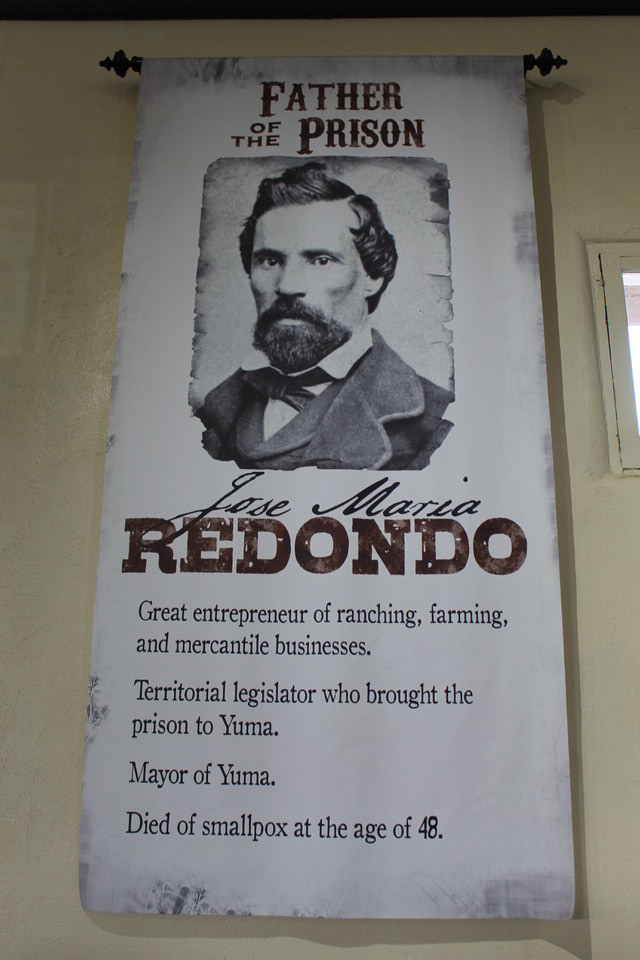 FATHER
OF THE PRISON
Jose Maria
REDONDO
Great entrepreneur of ranching, farming,
and mercantile businesses.
Territorial legislator who brought the
prison to Yuma.
Mayor of Yuma.
Died of smallpox at the age of 48.